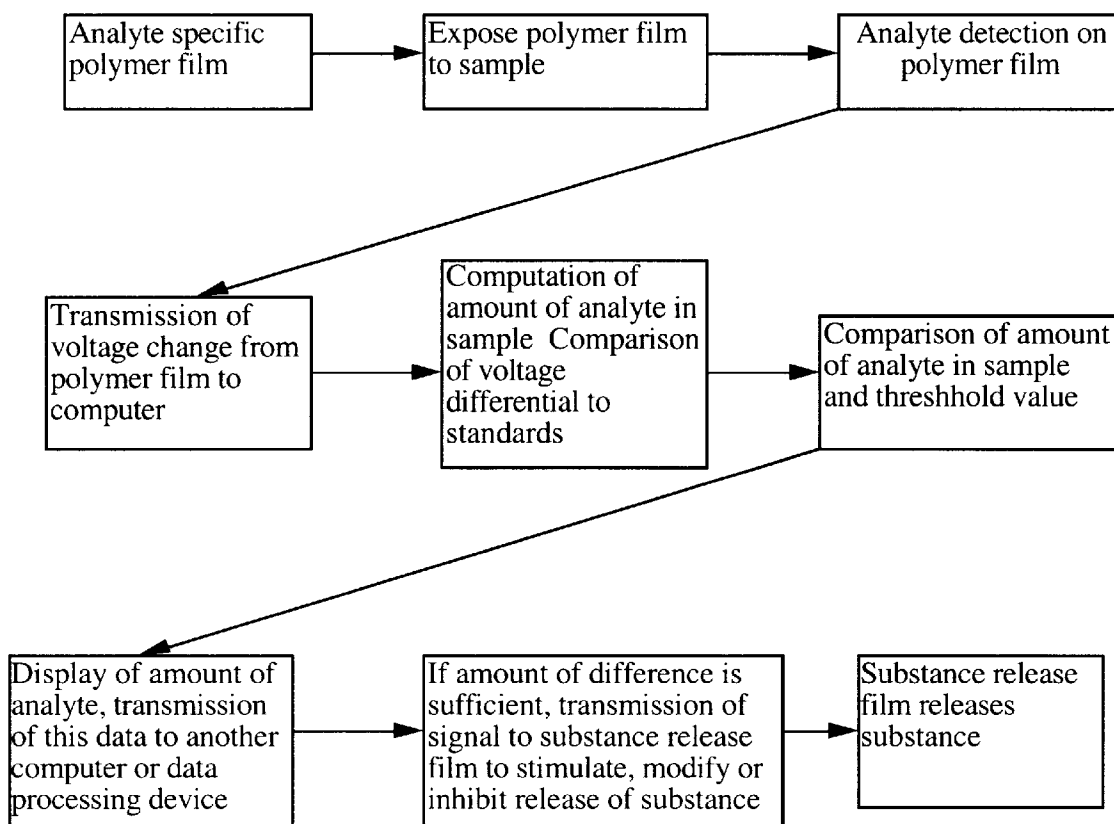 Analyte specific
polymer film
Expose polymer film
to sample
Analyte detection on
polymer film
Transmission of
voltage change from
polymer film to
computer
Computation of
amount of analyte in
sample Comparison
of voltage
differential to
standards
Comparison of amount
of analyte in sample
and threshhold value
Display of amount of
analyte, transmission
of this data to another
computer or data
processing device
If amount of difference is
sufficient, transmission of
signal to substance release
film to stimulate, modify or
inhibit release of substance
Substance release
film releases
substance